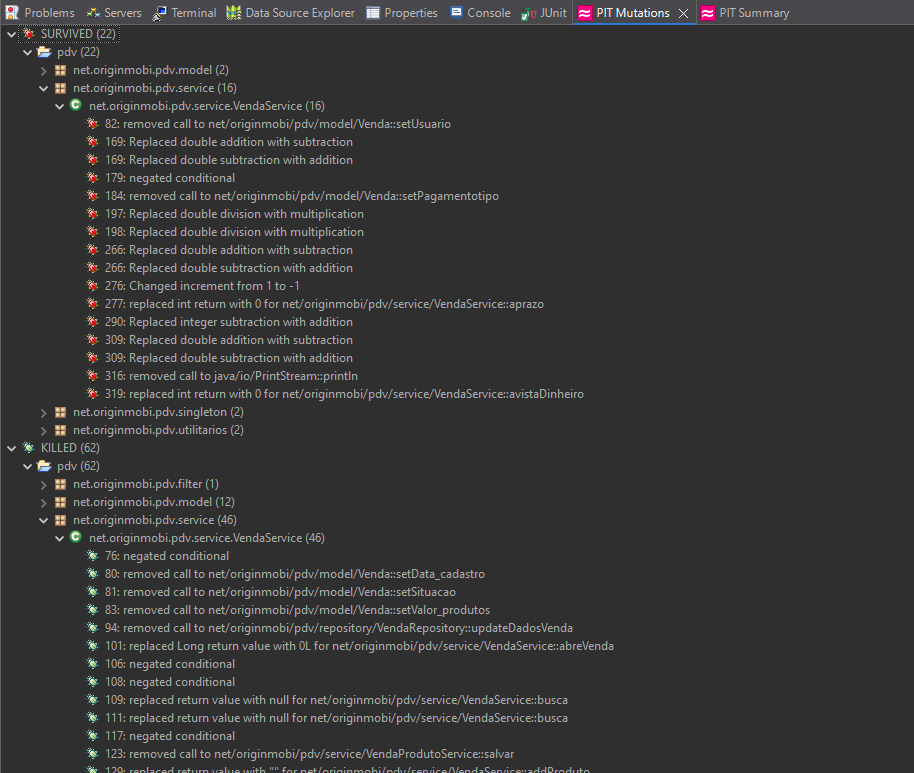 Problems Servers Terminal Data Source Explorer Properties Console JUnit PIT Mutations PIT Summary
SURVIVED (22)
pdv (22)
net.originmobi.pdv.model (2)
net.originmobi.pdv.service (16)
net.originmobi.pdv.service.VendaService (16)
82: removed call to net/originmobi/pdv/model/Venda::setUsuario
169: Replaced double addition with subtraction
169: Replaced double subtraction with addition
179: negated conditional
184: removed call to net/originmobi/pdv/model/Venda::setPagamentotipo
197: Replaced double division with multiplication
198: Replaced double division with multiplication
266: Replaced double addition with subtraction
266: Replaced double subtraction with addition
276: Changed increment from 1 to -1
277: replaced int return with 0 for net/originmobi/pdv/service/VendaService::aprazo
290: Replaced integer subtraction with addition
309: Replaced double addition with subtraction
309: Replaced double subtraction with addition
316: removed call to java/io/PrintStream::println
319: replaced int return with 0 for net/originmobi/pdv/service/VendaService::avistaDinheiro
net.originmobi.pdv.singleton (2)
net.originmobi.pdv.utilitarios (2)
KILLED (62)
pdv (62)
net.originmobi.pdv.filter (1)
net.originmobi.pdv.model (12)
net.originmobi.pdv.service (46)
net.originmobi.pdv.service.VendaService (46)
76: negated conditional
80: removed call to net/originmobi/pdv/model/Venda::setData_cadastro
81: removed call to net/originmobi/pdv/model/Venda::setSituacao
83: removed call to net/originmobi/pdv/model/Venda::setValor_produtos
94: removed call to net/originmobi/pdv/repository/VendaRepository::updateDadosVenda
101: replaced Long return value with 0L for net/originmobi/pdv/service/VendaService::abreVenda
106: negated conditional
108: negated conditional
109: replaced return value with null for net/originmobi/pdv/service/VendaService::busca
111: replaced return value with null for net/originmobi/pdv/service/VendaService::busca
117: negated conditional
123: removed call to net/originmobi/pdv/service/VendaProdutoService::salvar
129: replaced return value with "" for net/originmobi/pdv/service/VendaService::addProduto